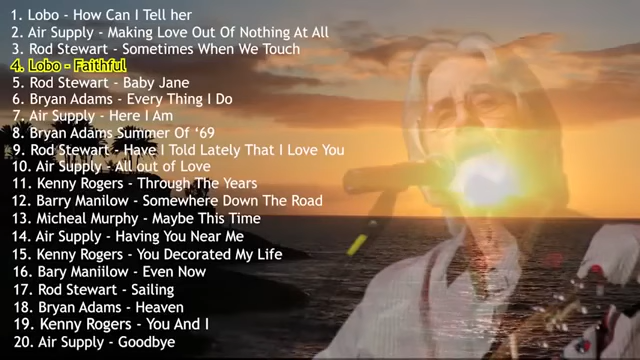 1. Lobo - How Can I Tell her
2. Air Supply - Making Love Out Of Nothing At All
3. Rod Stewart - Sometimes When We Touch
4. Lobo - Faithful
5. Rod Stewart - Baby Jane
6. Bryan Adams - Every Thing I Do
7. Air Supply - Here I Am
8. Bryan Adams Summer Of ‘69
9. Rod Stewart - Have I Told Lately That I Love You
10. Air Supply - All out of Love
11. Kenny Rogers - Through The Years
12. Barry Manilow - Somewhere Down The Road
13. Micheal Murphy - Maybe This Time
14. Air Supply - Having You Near Me
15. Kenny Rogers - You Decorated My Life
16. Bary Maniilow - Even Now
17. Rod Stewart - Sailing
18. Bryan Adams - Heaven
19. Kenny Rogers - You And I
20. Air Supply - Goodbye